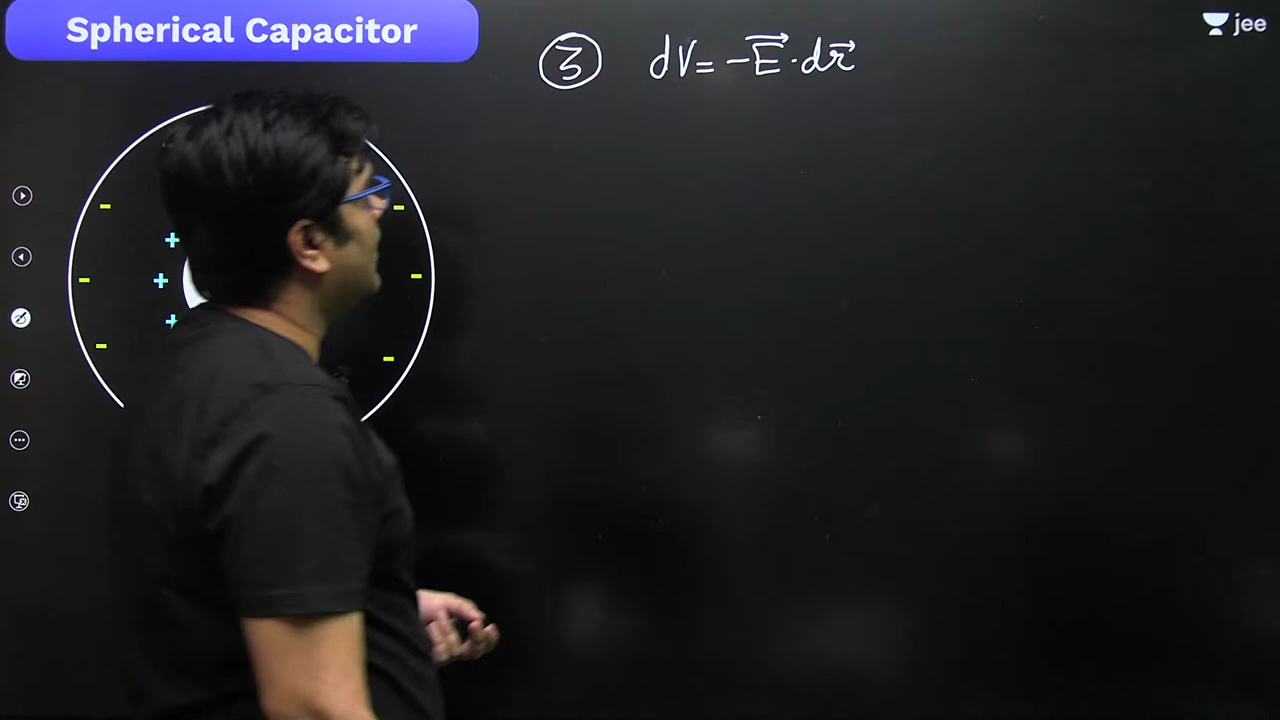 Spherical Capacitor
③ dV = -E⃗ · dr⃗
jee